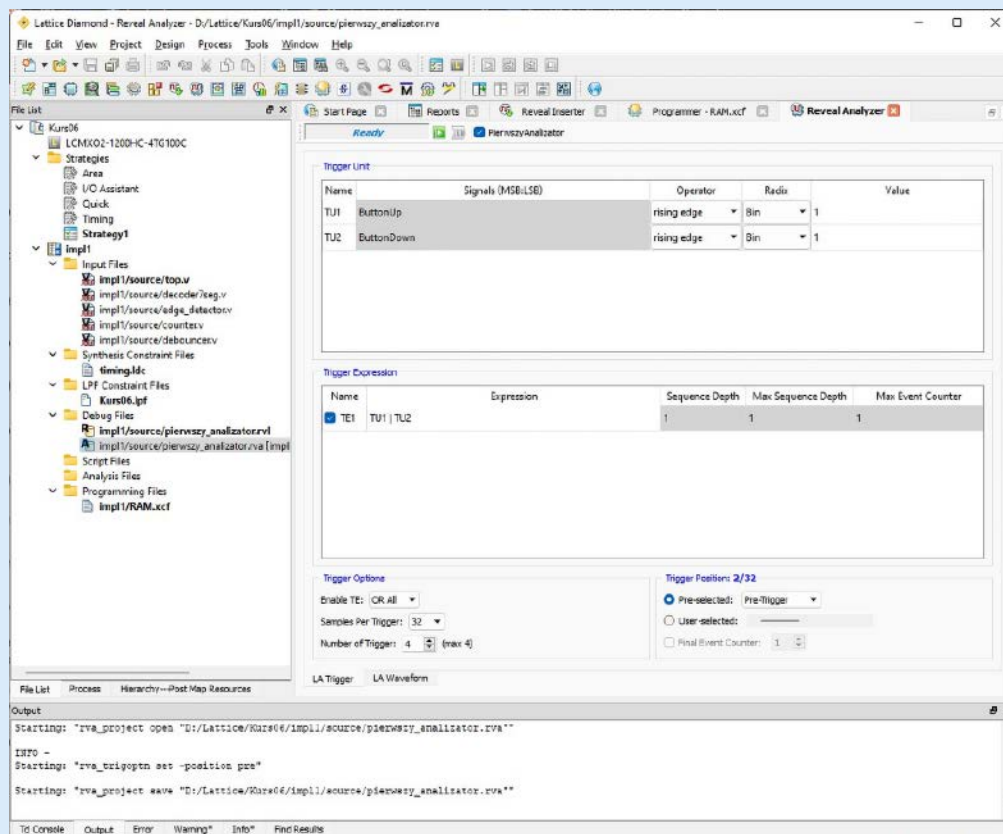 Lattice Diamond - Reveal Analyzer - D:/Lattice/Kurs06/impl1/source/pierwszy_analizator.rva
File Edit View Project Design Process Tools Window Help
File List
Start Page
Reports
Reveal Inserter
Programmer - RAM.xcf
Reveal Analyzer
Kurs06
LCMXO2-1200HC-4TG100C
Strategies
Area
I/O Assistant
Quick
Timing
Strategy1
impl1
Input Files
impl1/source/top.v
impl1/source/decoder7seg.v
impl1/source/edge_detector.v
impl1/source/counter.v
impl1/source/debouncer.v
Synthesis Constraint Files
timing.ldc
LPF Constraint Files
Kurs06.lpf
Debug Files
impl1/source/pierwszy_analizator.rvl
impl1/source/pierwszy_analizator.rva [impl
Script Files
Analysis Files
Programming Files
impl1/RAM.xcf
File List Process Hierarchy--Post Map Resources
Ready
PierwszyAnalizator
Trigger Unit
Name Signals (MSB:LSB) Operator Radix Value
TU1 ButtonUp rising edge Bin 1
TU2 ButtonDown rising edge Bin 1
Trigger Expression
Name Expression Sequence Depth Max Sequence Depth Max Event Counter
TE1 TU1 | TU2 1 1 1
Trigger Options
Enable TE: OR All
Samples Per Trigger: 32
Number of Trigger: 4 (max 4)
Trigger Position: 2/32
Pre-selected: Pre-Trigger
User-selected:
Final Event Counter: 1
LA Trigger LA Waveform
Output
Starting: "rva_project open "D:/Lattice/Kurs06/impl1/source/pierwszy_analizator.rva""
INFO -
Starting: "rva_trigoptn set -position pre"
Starting: "rva_project save "D:/Lattice/Kurs06/impl1/source/pierwszy_analizator.rva""
Tcl Console Output Error Warning* Info* Find Results